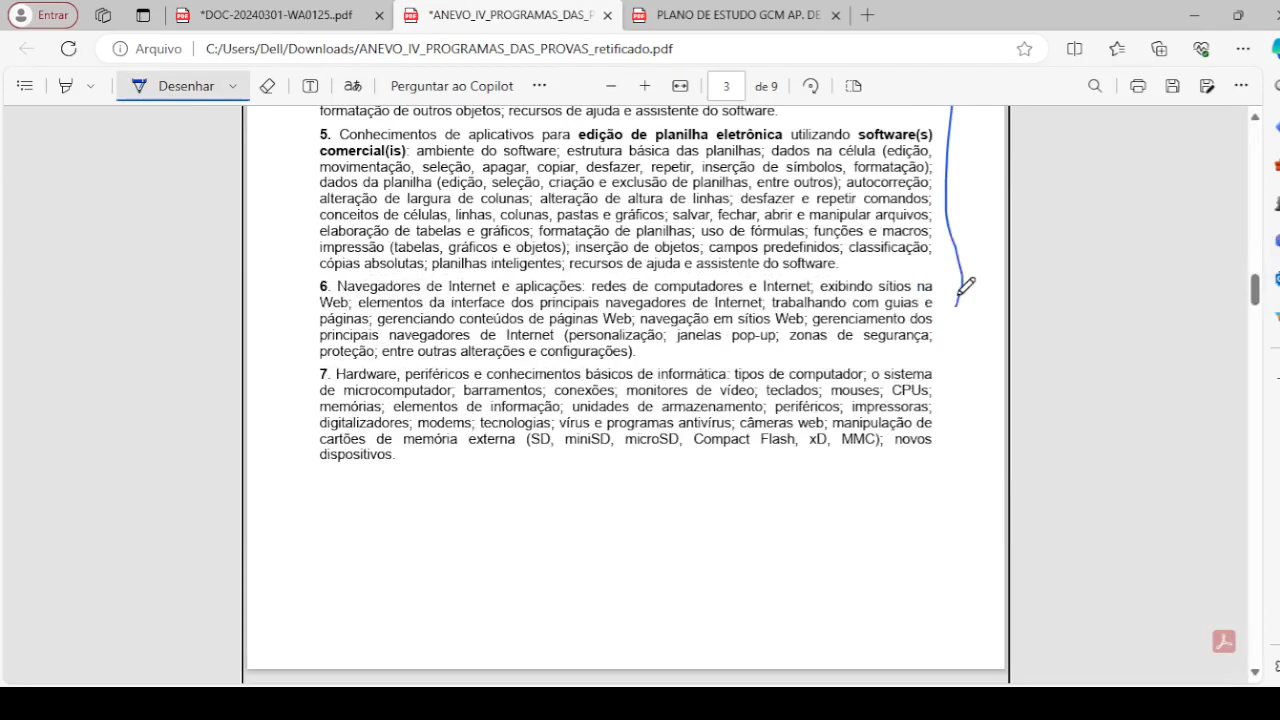 Entrar
*DOC-20240301-WA0125..pdf
*ANEVO_IV_PROGRAMAS_DAS_P
PLANO DE ESTUDO GCM AP. DE
Arquivo
C:/Users/Dell/Downloads/ANEVO_IV_PROGRAMAS_DAS_PROVAS_retificado.pdf
Desenhar
Perguntar ao Copilot
3 de 9
formatação de outros objetos; recursos de ajuda e assistente do software.
5. Conhecimentos de aplicativos para edição de planilha eletrônica utilizando software(s)
comercial(is): ambiente do software; estrutura básica das planilhas; dados na célula (edição,
movimentação, seleção, apagar, copiar, desfazer, repetir, inserção de símbolos, formatação);
dados da planilha (edição, seleção, criação e exclusão de planilhas, entre outros); autocorreção;
alteração de largura de colunas; alteração de altura de linhas; desfazer e repetir comandos;
conceitos de células, linhas, colunas, pastas e gráficos; salvar, fechar, abrir e manipular arquivos;
elaboração de tabelas e gráficos; formatação de planilhas; uso de fórmulas; funções e macros;
impressão (tabelas, gráficos e objetos); inserção de objetos; campos predefinidos; classificação;
cópias absolutas; planilhas inteligentes; recursos de ajuda e assistente do software.
6. Navegadores de Internet e aplicações: redes de computadores e Internet; exibindo sítios na
Web; elementos da interface dos principais navegadores de Internet; trabalhando com guias e
páginas; gerenciando conteúdos de páginas Web; navegação em sítios Web; gerenciamento dos
principais navegadores de Internet (personalização; janelas pop-up; zonas de segurança;
proteção; entre outras alterações e configurações).
7. Hardware, periféricos e conhecimentos básicos de informática: tipos de computador; o sistema
de microcomputador; barramentos; conexões; monitores de vídeo; teclados; mouses; CPUs;
memórias; elementos de informação; unidades de armazenamento; periféricos; impressoras;
digitalizadores; modems; tecnologias; vírus e programas antivírus; câmeras web; manipulação de
cartões de memória externa (SD, miniSD, microSD, Compact Flash, xD, MMC); novos
dispositivos.